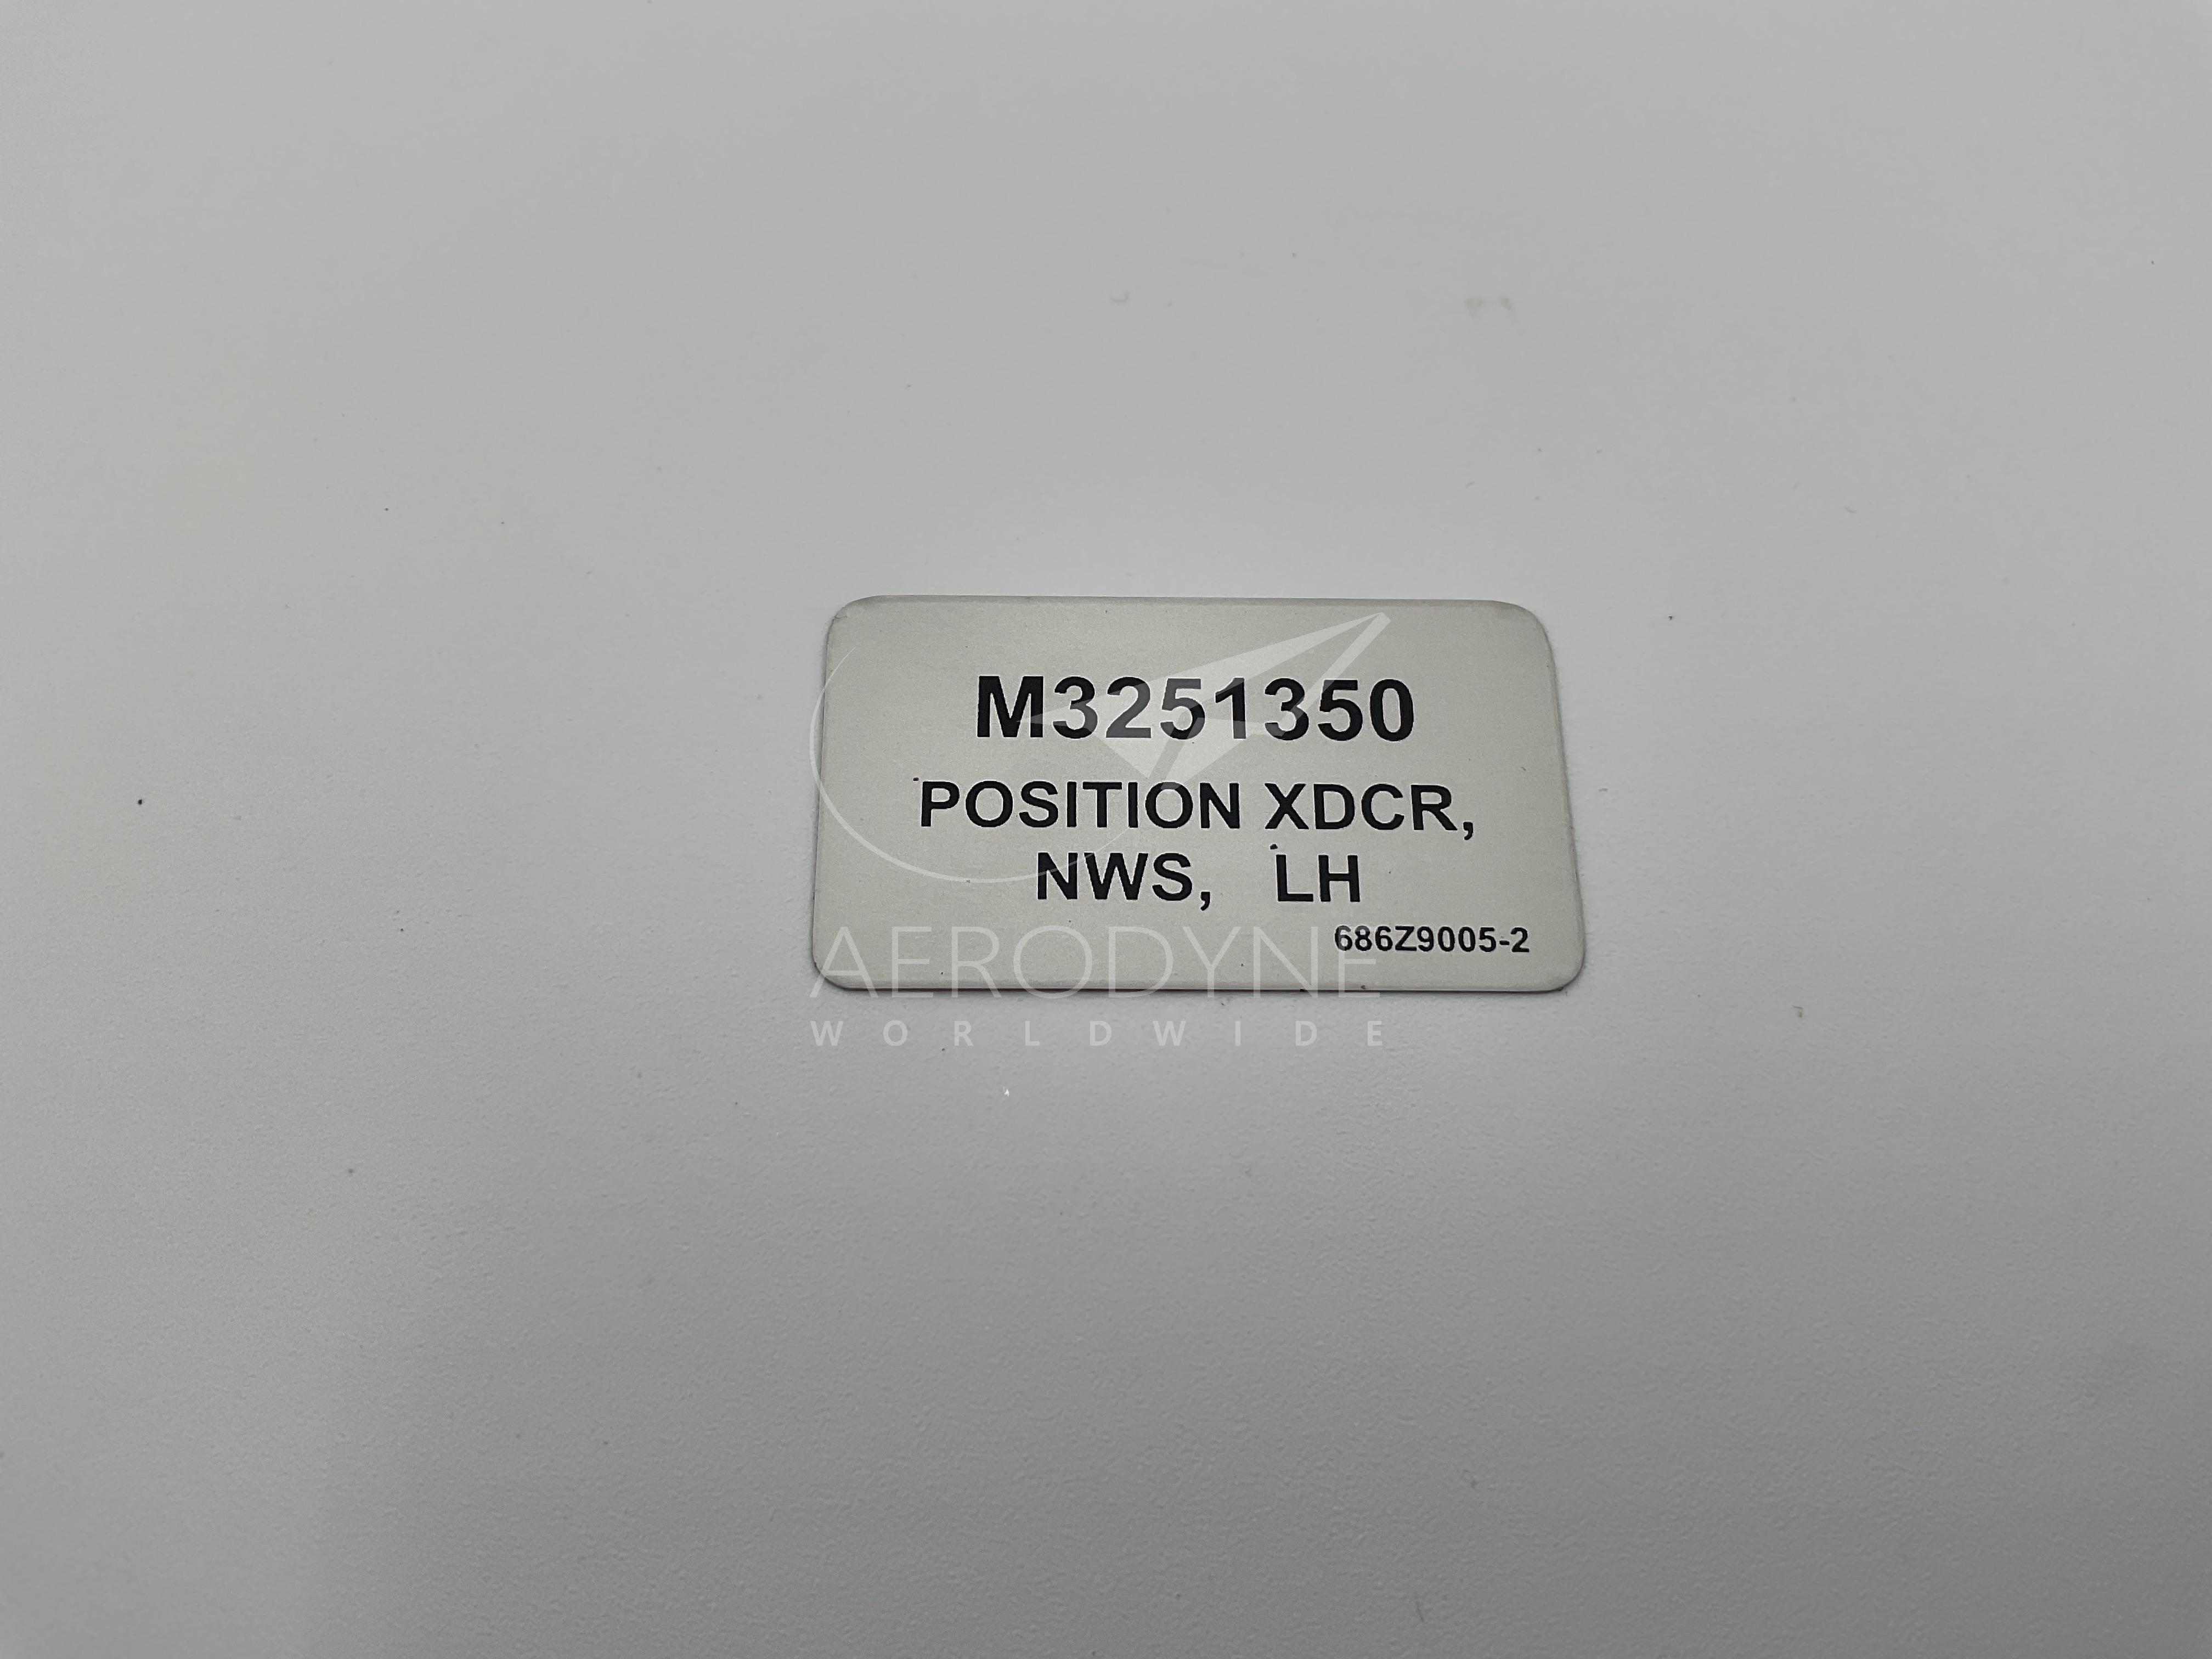 M3251350
POSITION XDCR,
NWS, LH
686Z9005-2
AERODYNE
WORLDWIDE